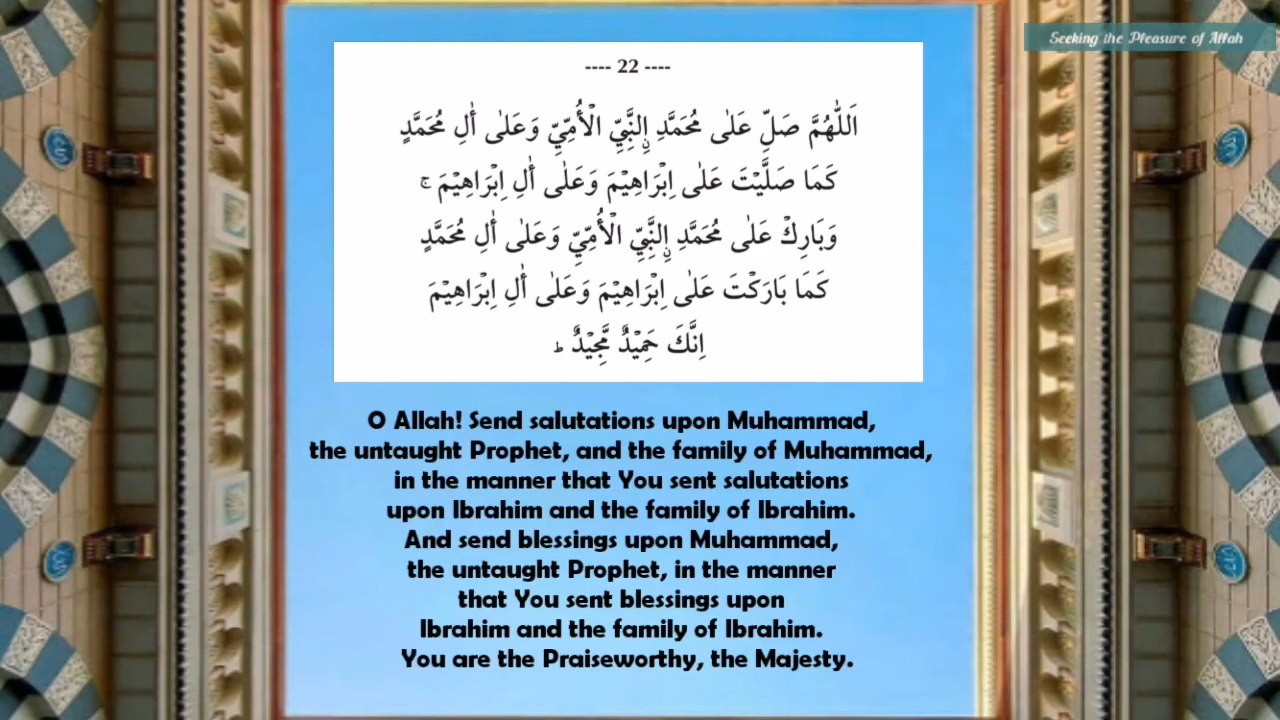 Seeking the Pleasure of Allah
---- 22 ----
اَللّٰهُمَّ صَلِّ عَلٰى مُحَمَّدِ ِۨالنَّبِيِّ الْأُمِّيِّ وَعَلٰى أٰلِ مُحَمَّدٍ
كَمَا صَلَّيْتَ عَلٰى اِبْرَاهِيْمَ وَعَلٰى أٰلِ اِبْرَاهِيْمَ ۚ
وَبَارِكْ عَلٰى مُحَمَّدِ ِۨالنَّبِيِّ الْأُمِّيِّ وَعَلٰى أٰلِ مُحَمَّدٍ
كَمَا بَارَكْتَ عَلٰى اِبْرَاهِيْمَ وَعَلٰى أٰلِ اِبْرَاهِيْمَ
اِنَّكَ حَمِيْدٌ مَّجِيْدٌ ؕ
O Allah! Send salutations upon Muhammad,
the untaught Prophet, and the family of Muhammad,
in the manner that You sent salutations
upon Ibrahim and the family of Ibrahim.
And send blessings upon Muhammad,
the untaught Prophet, in the manner
that You sent blessings upon
Ibrahim and the family of Ibrahim.
You are the Praiseworthy, the Majesty.